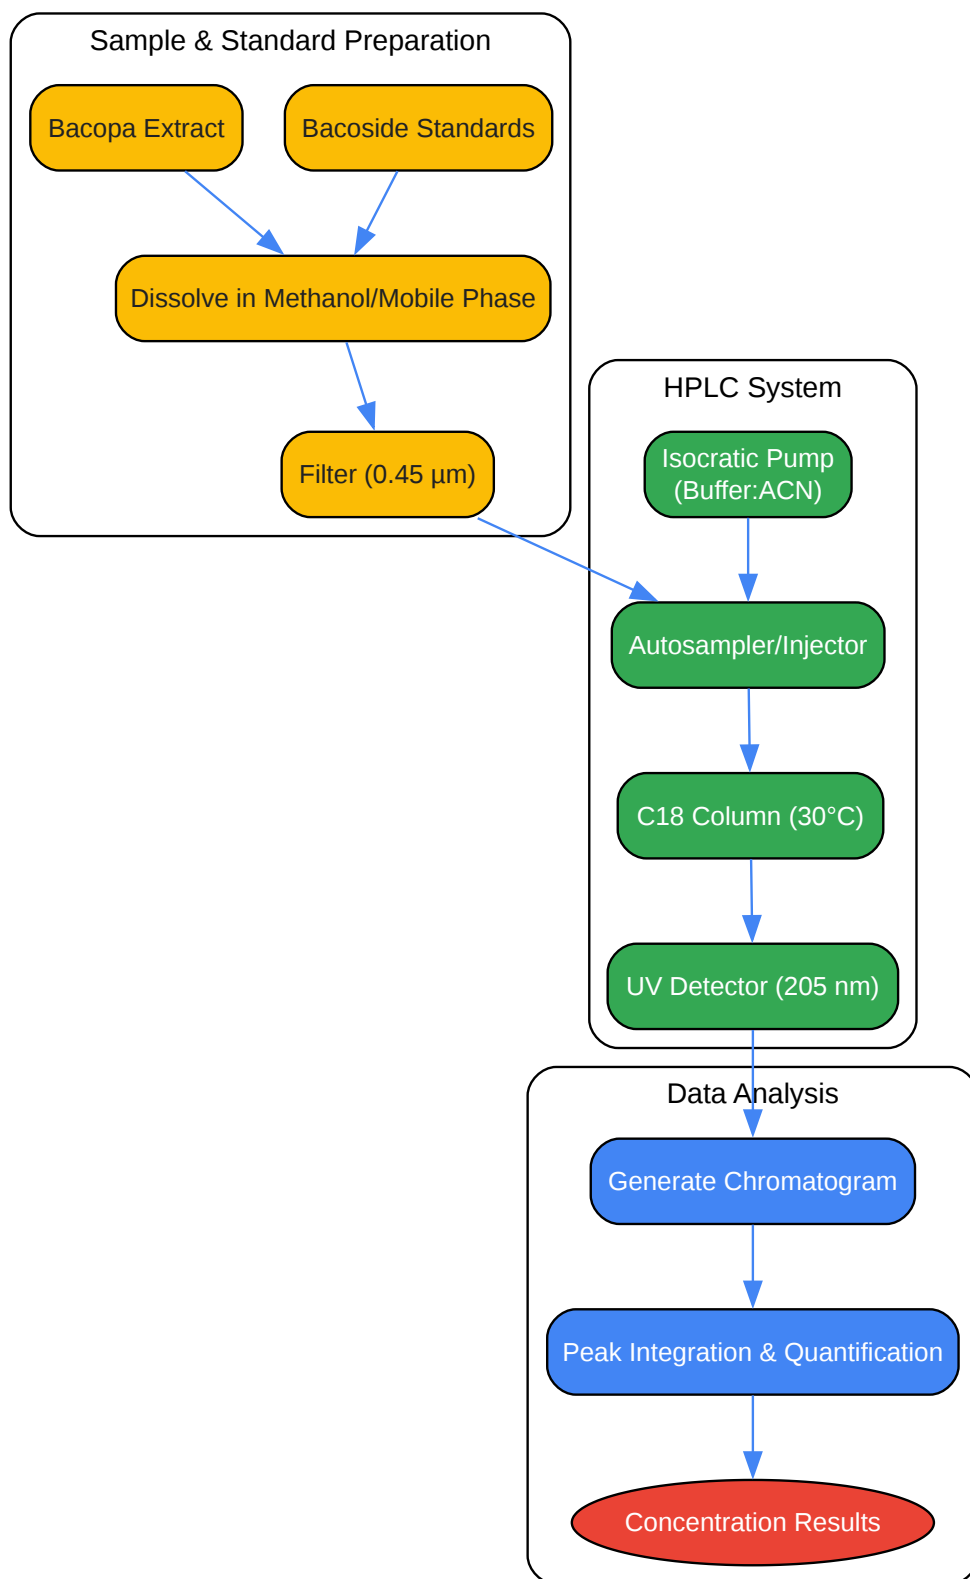 Sample & Standard Preparation
Bacopa Extract
Bacoside Standards
Dissolve in Methanol/Mobile Phase
Filter (0.45 µm)
HPLC System
Isocratic Pump
(Buffer:ACN)
Autosampler/Injector
C18 Column (30°C)
UV Detector (205 nm)
Data Analysis
Generate Chromatogram
Peak Integration & Quantification
Concentration Results